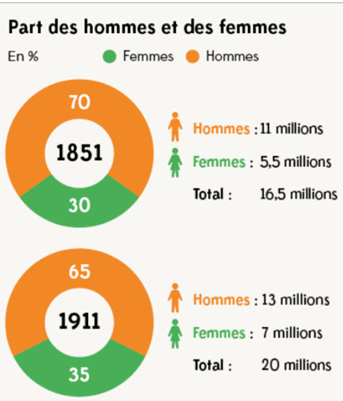 Part des hommes et des femmes
En % Femmes Hommes
70
1851
30
Hommes : 11 millions
Femmes : 5,5 millions
Total : 16,5 millions
65
1911
35
Hommes : 13 millions
Femmes : 7 millions
Total : 20 millions